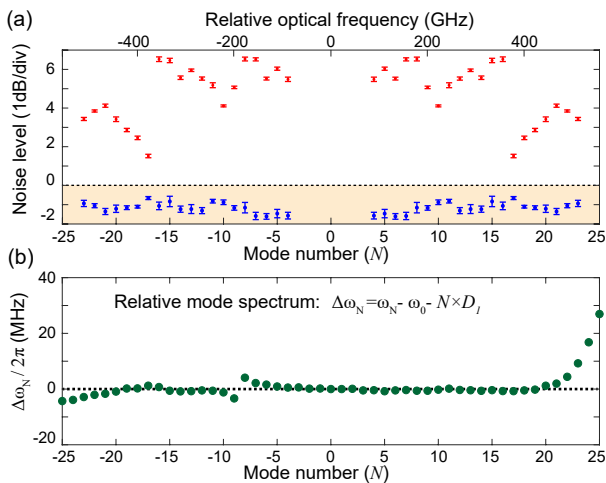 (a)
Relative optical frequency (GHz)
-400 -200 0 200 400
Noise level (1dB/div)
6
4
2
0
-2
-25 -20 -15 -10 -5 0 5 10 15 20 25
Mode number (N)
(b)
40
20
0
-20
Δω_N / 2π (MHz)
Relative mode spectrum: Δω_N=ω_N- ω_0- N×D_1
-25 -20 -15 -10 -5 0 5 10 15 20 25
Mode number (N)